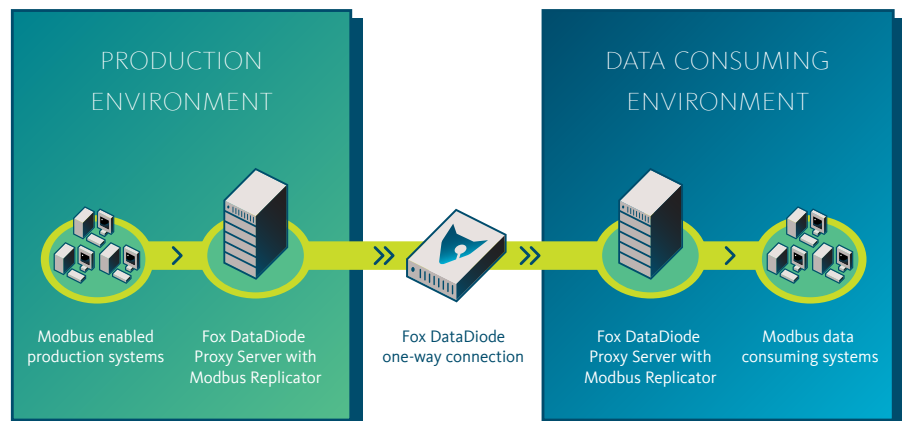 PRODUCTION
ENVIRONMENT
DATA CONSUMING
ENVIRONMENT
Modbus enabled
production systems
Fox DataDiode
Proxy Server with
Modbus Replicator
Fox DataDiode
one-way connection
Fox DataDiode
Proxy Server with
Modbus Replicator
Modbus data
consuming systems